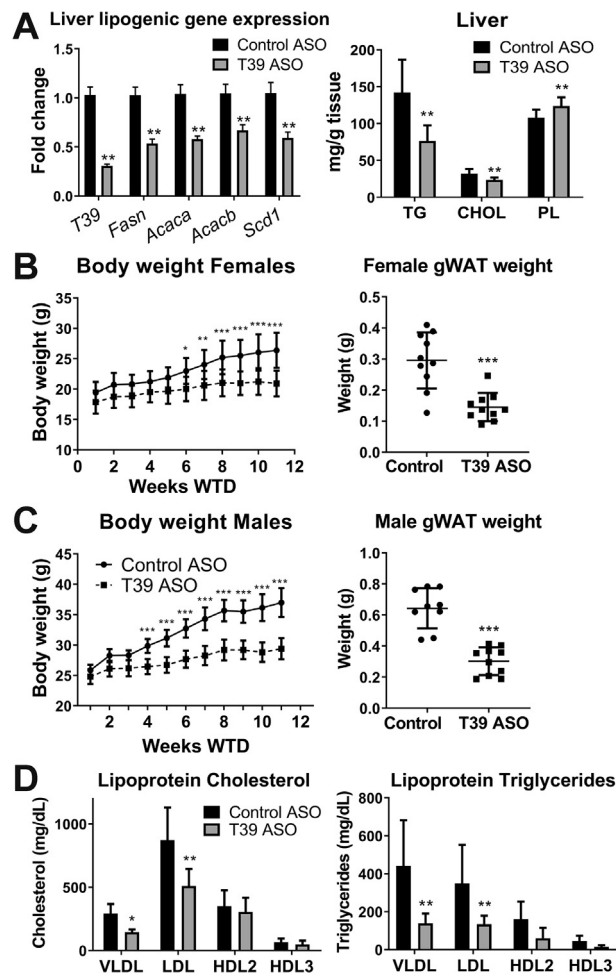 A
Liver lipogenic gene expression
Control ASO
T39 ASO
Fold change
1.5
1.0
0.5
0.0
** ** ** ** **
T39 Fasn Acaca Acacb Scd1
Liver
Control ASO
T39 ASO
mg/g tissue
200
150
100
50
0
** ** **
TG CHOL PL
B
Body weight Females
Body weight (g)
35
30
25
20
15
10
* ** *** *** *** ***
0 2 4 6 8 10 12
Weeks WTD
Female gWAT weight
Weight (g)
0.5
0.4
0.3
0.2
0.1
0.0
***
Control T39 ASO
C
Body weight Males
Control ASO
T39 ASO
Body weight (g)
45
40
35
30
25
20
*** *** *** *** *** *** *** ***
2 4 6 8 10 12
Weeks WTD
Male gWAT weight
Weight (g)
1.0
0.8
0.6
0.4
0.2
0.0
***
Control T39 ASO
D
Lipoprotein Cholesterol
Control ASO
T39 ASO
Cholesterol (mg/dL)
1000
500
0
* **
VLDL LDL HDL2 HDL3
Lipoprotein Triglycerides
Control ASO
T39 ASO
Triglycerides (mg/dL)
800
600
400
200
0
** **
VLDL LDL HDL2 HDL3